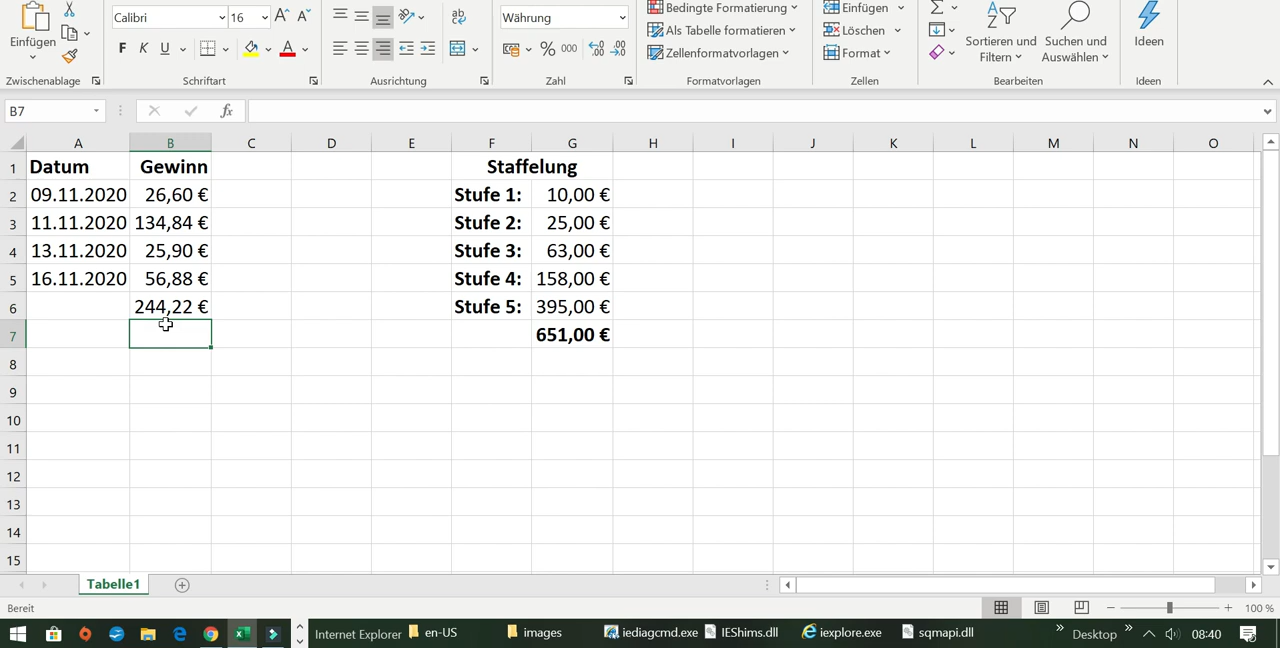 Einfügen
Zwischenablage
Calibri 16 A A
F K U A
Schriftart
Ausrichtung
Währung
% 000
Zahl
Bedingte Formatierung
Als Tabelle formatieren
Zellenformatvorlagen
Formatvorlagen
Einfügen
Löschen
Format
Zellen
Sortieren und Filtern
Suchen und Auswählen
Bearbeiten
Ideen
Ideen
B7 fx
A B C D E F G H I J K L M N O
1 Datum Gewinn Staffelung
2 09.11.2020 26,60 € Stufe 1: 10,00 €
3 11.11.2020 134,84 € Stufe 2: 25,00 €
4 13.11.2020 25,90 € Stufe 3: 63,00 €
5 16.11.2020 56,88 € Stufe 4: 158,00 €
6 244,22 € Stufe 5: 395,00 €
7 651,00 €
8
9
10
11
12
13
14
15
Tabelle1
Bereit 100 %
Internet Explorer en-US images iediagcmd.exe IEShims.dll iexplore.exe sqmapi.dll Desktop 08:40